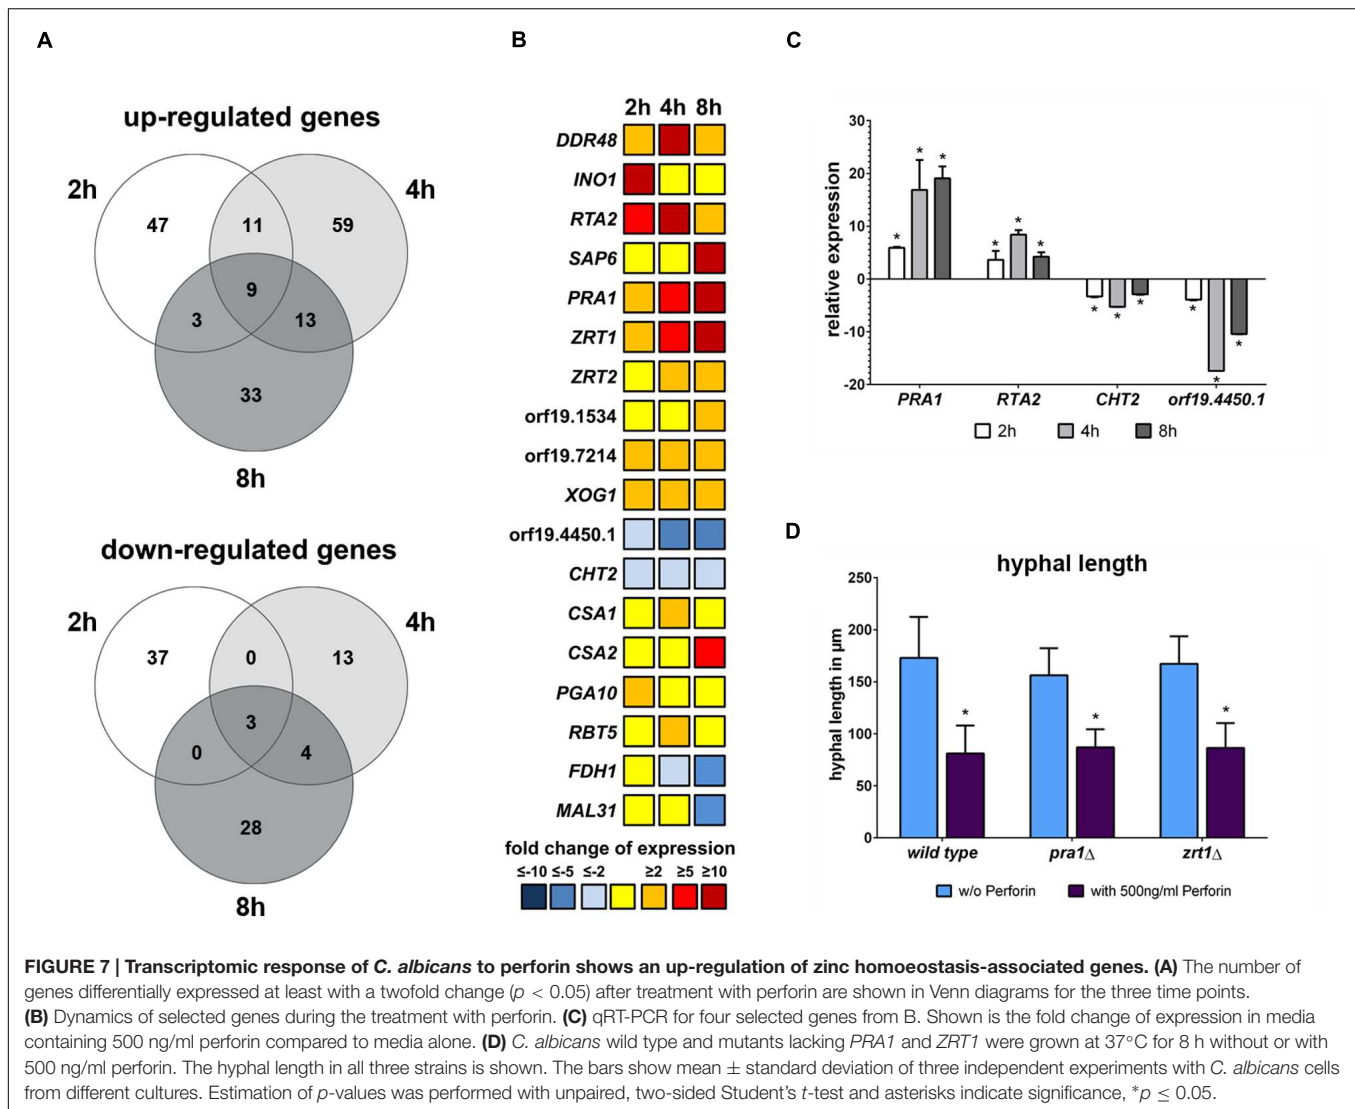 A
up-regulated genes
2h
4h
47
11
59
9
3
13
33
8h
down-regulated genes
2h
4h
37
0
13
3
0
4
28
8h
B
2h 4h 8h
DDR48
INO1
RTA2
SAP6
PRA1
ZRT1
ZRT2
orf19.1534
orf19.7214
XOG1
orf19.4450.1
CHT2
CSA1
CSA2
PGA10
RBT5
FDH1
MAL31
fold change of expression
≤-10 ≤-5 ≤-2 ≥2 ≥5 ≥10
C
relative expression
30
20
10
0
-10
-20
* * *
* * *
* * *
* * *
PRA1 RTA2 CHT2 orf19.4450.1
2h 4h 8h
D
hyphal length
hyphal length in µm
250
200
150
100
50
0
* * *
wild type pra1Δ zrt1Δ
w/o Perforin with 500ng/ml Perforin
FIGURE 7 | Transcriptomic response of C. albicans to perforin shows an up-regulation of zinc homoeostasis-associated genes. (A) The number of
genes differentially expressed at least with a twofold change (p < 0.05) after treatment with perforin are shown in Venn diagrams for the three time points.
(B) Dynamics of selected genes during the treatment with perforin. (C) qRT-PCR for four selected genes from B. Shown is the fold change of expression in media
containing 500 ng/ml perforin compared to media alone. (D) C. albicans wild type and mutants lacking PRA1 and ZRT1 were grown at 37°C for 8 h without or with
500 ng/ml perforin. The hyphal length in all three strains is shown. The bars show mean ± standard deviation of three independent experiments with C. albicans cells
from different cultures. Estimation of p-values was performed with unpaired, two-sided Student's t-test and asterisks indicate significance, *p ≤ 0.05.